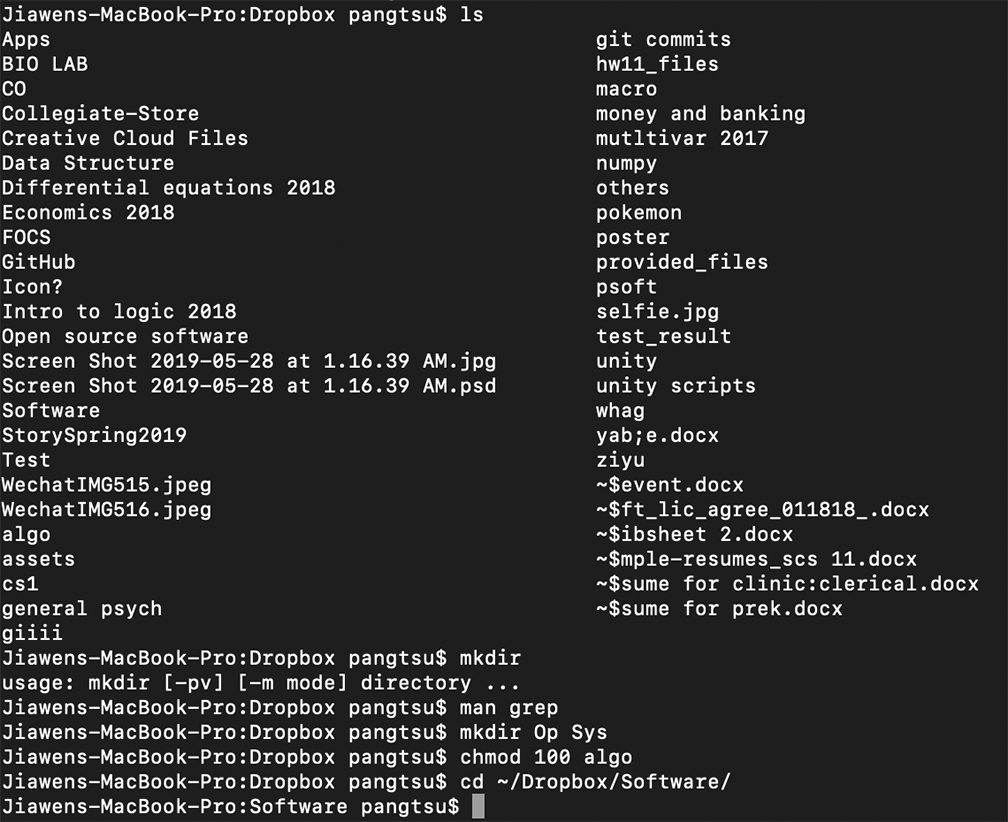 Jiawens-MacBook-Pro:Dropbox pangtsu$ ls
Apps git commits
BIO LAB hw11_files
CO macro
Collegiate-Store money and banking
Creative Cloud Files mutltivar 2017
Data Structure numpy
Differential equations 2018 others
Economics 2018 pokemon
FOCS poster
GitHub provided_files
Icon? psoft
Intro to logic 2018 selfie.jpg
Open source software test_result
Screen Shot 2019-05-28 at 1.16.39 AM.jpg unity
Screen Shot 2019-05-28 at 1.16.39 AM.psd unity scripts
Software whag
StorySpring2019 yab;e.docx
Test ziyu
WechatIMG515.jpeg ~$event.docx
WechatIMG516.jpeg ~$ft_lic_agree_011818_.docx
algo ~$ibsheet 2.docx
assets ~$mple-resumes_scs 11.docx
cs1 ~$sume for clinic:clerical.docx
general psych ~$sume for prek.docx
giiii
Jiawens-MacBook-Pro:Dropbox pangtsu$ mkdir
usage: mkdir [-pv] [-m mode] directory ...
Jiawens-MacBook-Pro:Dropbox pangtsu$ man grep
Jiawens-MacBook-Pro:Dropbox pangtsu$ mkdir Op Sys
Jiawens-MacBook-Pro:Dropbox pangtsu$ chmod 100 algo
Jiawens-MacBook-Pro:Dropbox pangtsu$ cd ~/Dropbox/Software/
Jiawens-MacBook-Pro:Software pangtsu$